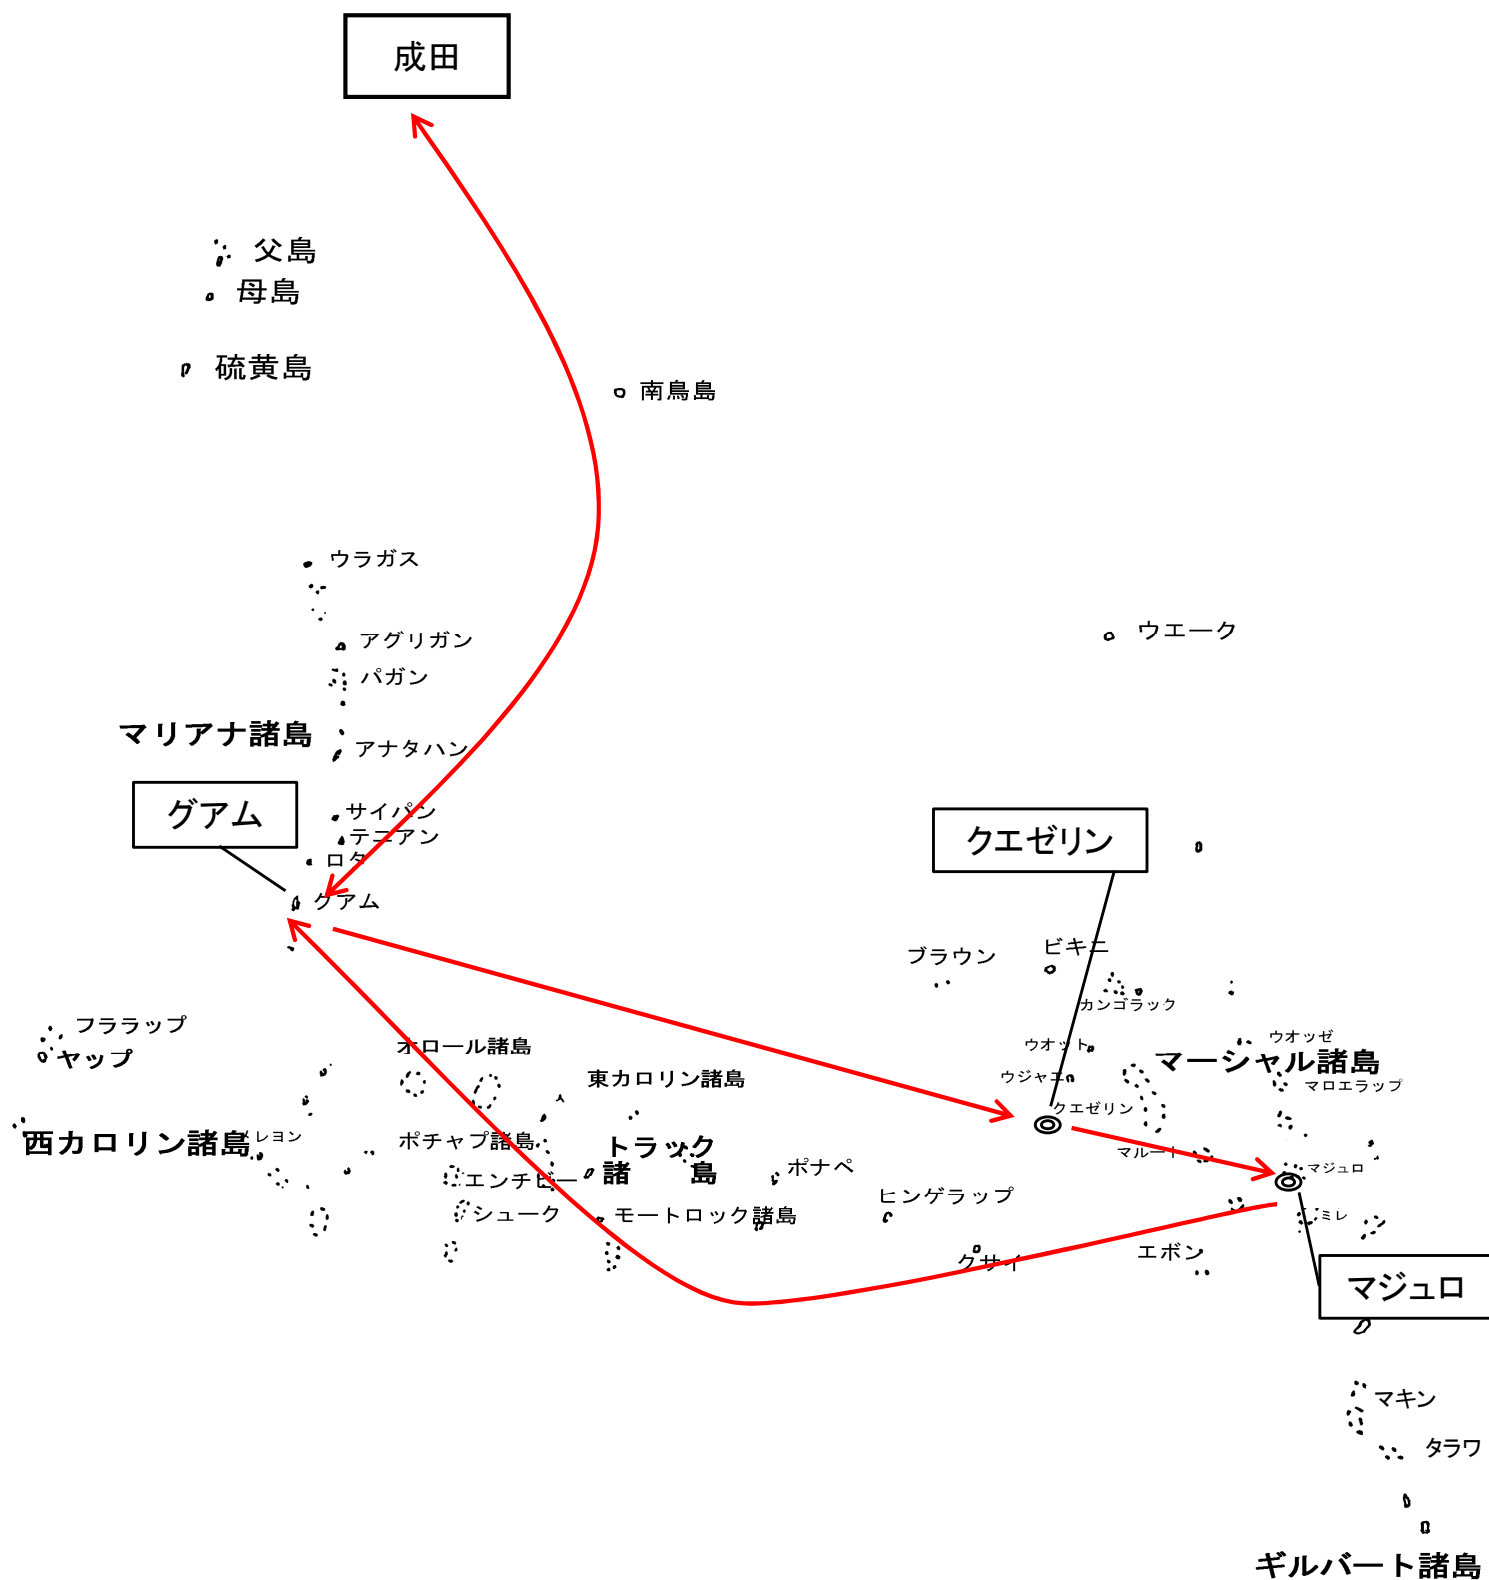 成田
父島
母島
硫黄島
南鳥島
ウラガス
アグリガン
ウエーク
パガン
マリアナ諸島
アナタハン
グアム
サイパン
テニアン
ロタ
グアム
クエゼリン
ブラウン
ビキニ
カンゴラック
フララップ
ヤップ
オロール諸島
東カロリン諸島
ウオット
ウジャエ
クエゼリン
ウオッゼ
マーシャル諸島
マロエラップ
西カロリン諸島
メレヨン
ポチャプ諸島
トラック
諸　島
エンチビー
シューク
モートロック諸島
ポナペ
ヒンゲラップ
クサイ
マルート
マジュロ
ミレ
エボン
マジュロ
マキン
タラワ
ギルバート諸島